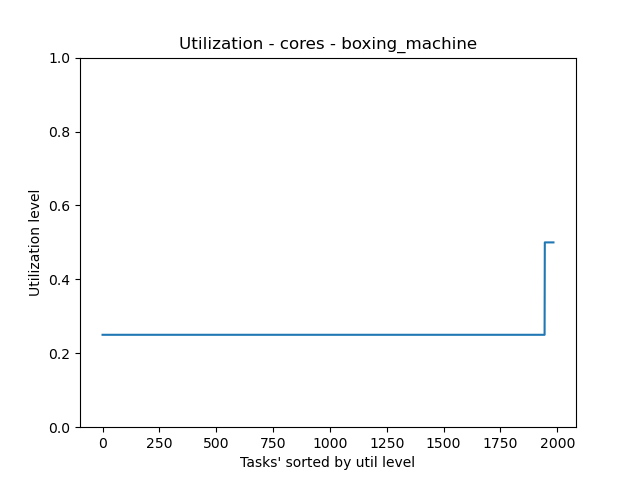 Utilization - cores - boxing_machine
1.0
0.8
0.6
0.4
0.2
0.0
Utilization level
0 250 500 750 1000 1250 1500 1750 2000
Tasks' sorted by util level